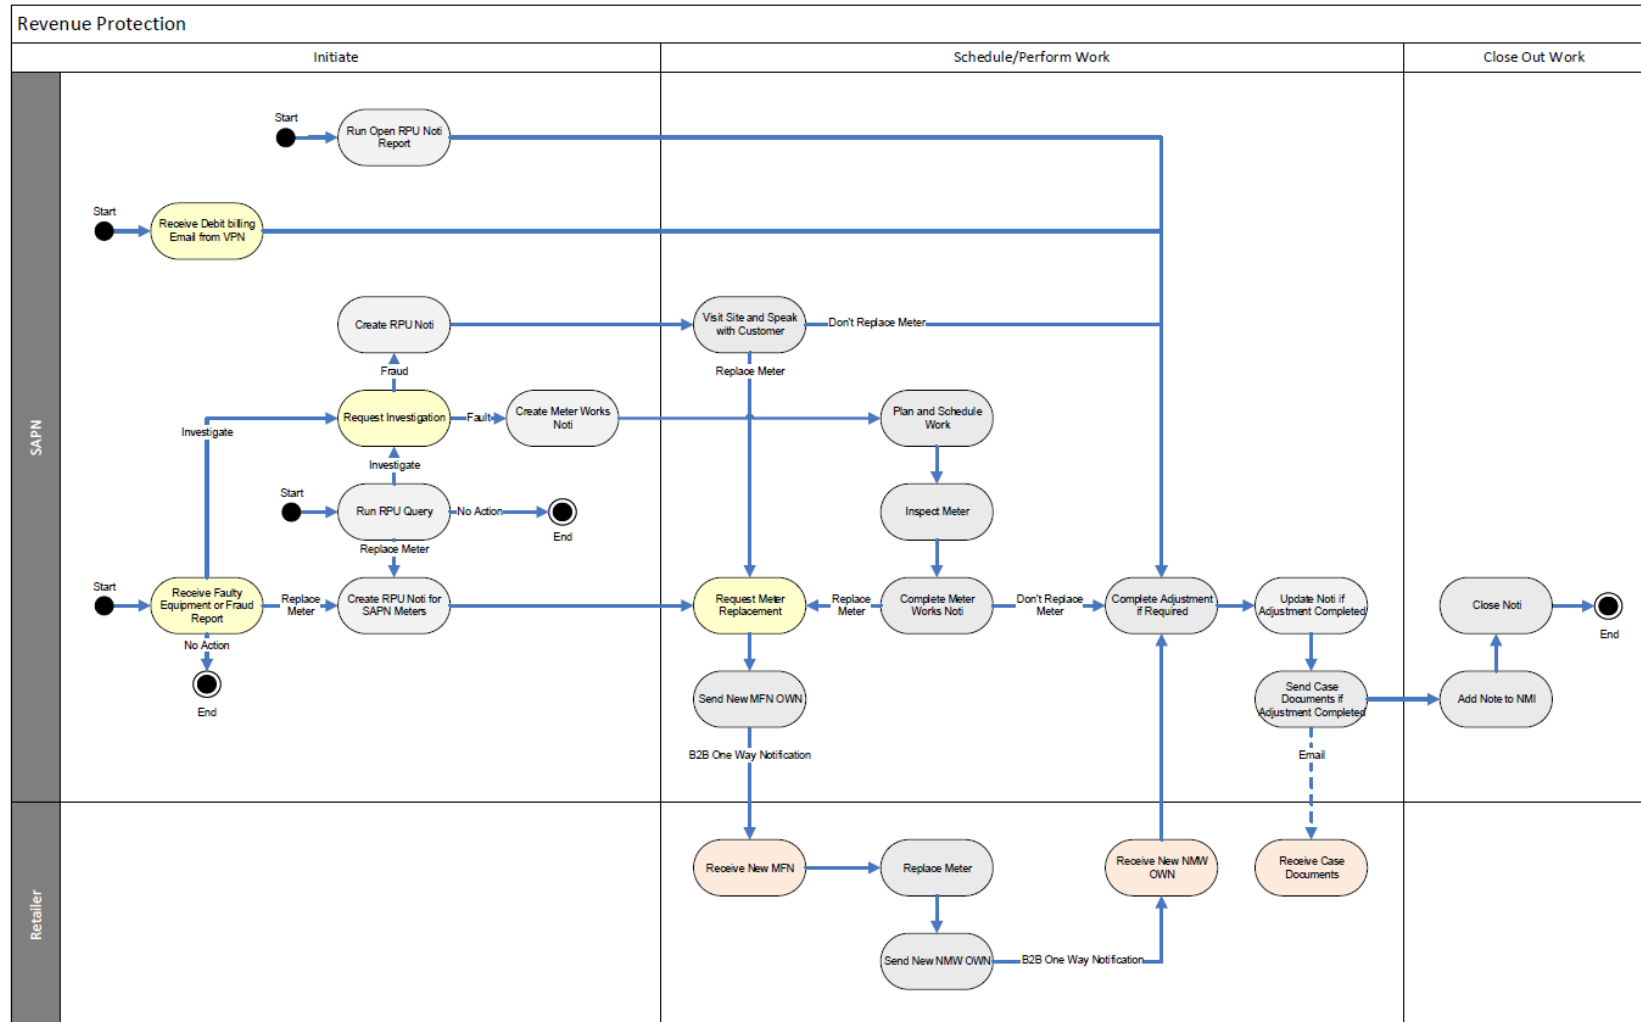 Revenue Protection
Initiate
Schedule/Perform Work
Close Out Work
SAPN
Start
Run Open RPU Noti
Report
Start
Receive Debit billing
Email from VPN
Create RPU Noti
Visit Site and Speak
with Customer
Don't Replace Meter
Fraud
Replace Meter
Investigate
Request Investigation
Fault
Create Meter Works
Noti
Plan and Schedule
Work
Investigate
Start
Run RPU Query
No Action
End
Inspect Meter
Replace Meter
Start
Receive Faulty
Equipment or Fraud
Report
Replace
Meter
Create RPU Noti for
SAPN Meters
Request Meter
Replacement
Replace
Meter
Complete Meter
Works Noti
Don't Replace
Meter
Complete Adjustment
if Required
Update Noti if
Adjustment Completed
Close Noti
End
No Action
End
Send New MFN OWN
Send Case
Documents if
Adjustment Completed
Add Note to NMI
B2B One Way Notification
Email
Retailer
Receive New MFN
Replace Meter
Receive New NMW
OWN
Receive Case
Documents
Send New NMW OWN
B2B One Way Notification